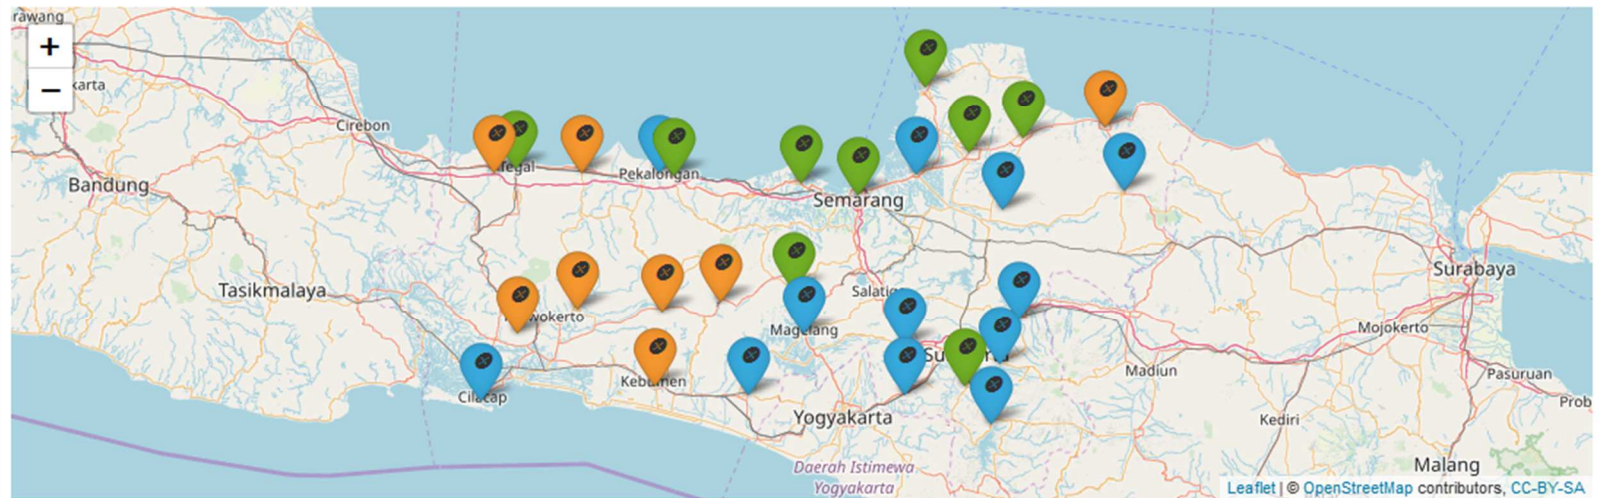 rawang
+
−
karta
Cirebon
Tegal
Pekalongan
Bandung
Semarang
Tasikmalaya
wokerto
Salatig
Surabaya
Magelang
Mojokerto
Kebumen
Madiun
Pasuruan
Cilacap
Prob
Yogyakarta
Kediri
Daerah Istimewa
Yogyakarta
Malang
Leaflet | © OpenStreetMap contributors, CC-BY-SA